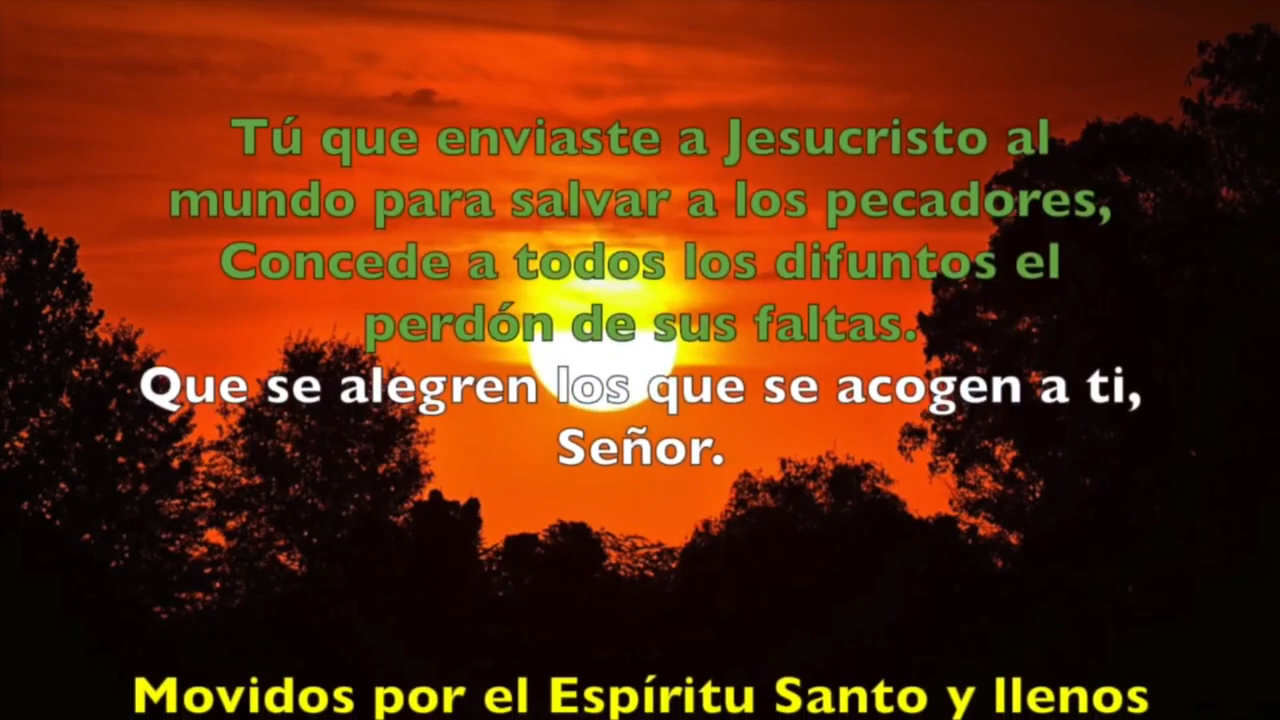 Tú que enviaste a Jesucristo al
mundo para salvar a los pecadores,
Concede a todos los difuntos el
perdón de sus faltas.
Que se alegren los que se acogen a ti,
Señor.
Movidos por el Espíritu Santo y llenos